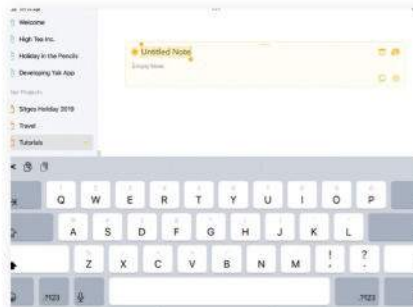 Welcome
High Tea Inc.
Holiday in the Pencils
Developing Yak App
Sitges Holiday 2019
Travel
Tutorials
Untitled Note
Empty Note
Q W E R T Y U I O P
A S D F G H J K L
Z X C V B N M ! ?
, .
.?123 .?123